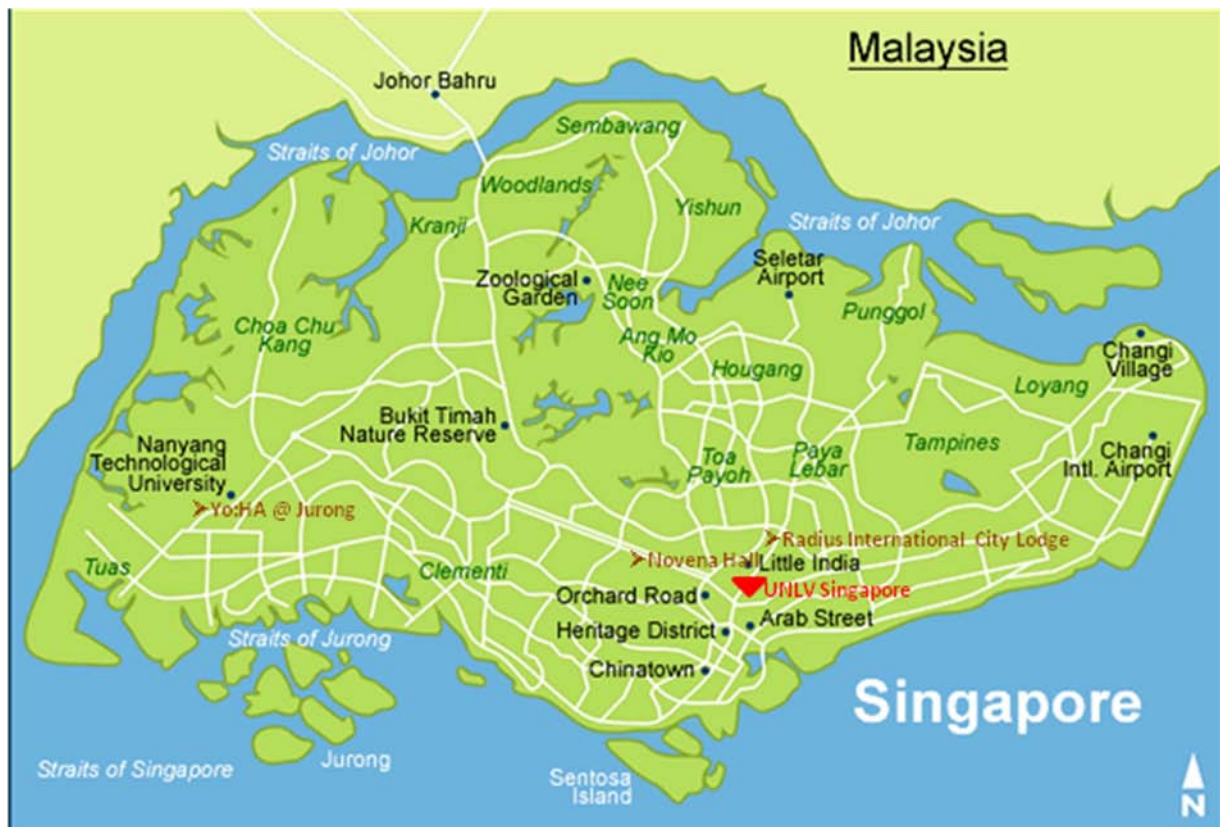 Malaysia
Johor Bahru
Sembawang
Straits of Johor
Woodlands
Yishun
Kranji
Straits of Johor
Seletar
Airport
Zoological
Garden
Nee
Soon
Punggol
Choa Chu
Kang
Ang Mo
Kio
Hougang
Changi
Village
Loyang
Bukit Timah
Nature Reserve
Nanyang
Technological
University
Toa
Payoh
Paya
Lebar
Tampines
Changi
Intl. Airport
➢Yo:HA @ Jurong
➢Radius International City Lodge
➢Novena Hall
Little India
Tuas
Clementi
UNLV Singapore
Orchard Road
Arab Street
Heritage District
Straits of Jurong
Chinatown
Singapore
Jurong
Straits of Singapore
Sentosa
Island
N